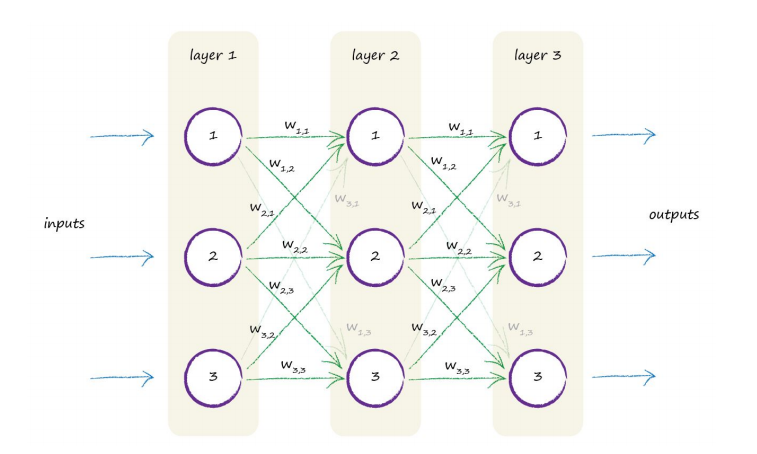 layer 1
layer 2
layer 3
1
w1,1
1
w1,1
1
w1,2
w1,2
w3,1
w3,1
w2,1
w2,1
inputs
outputs
2
w2,2
2
w2,2
2
w2,3
w2,3
w3,2
w1,3
w3,2
w1,3
3
w3,3
3
w3,3
3